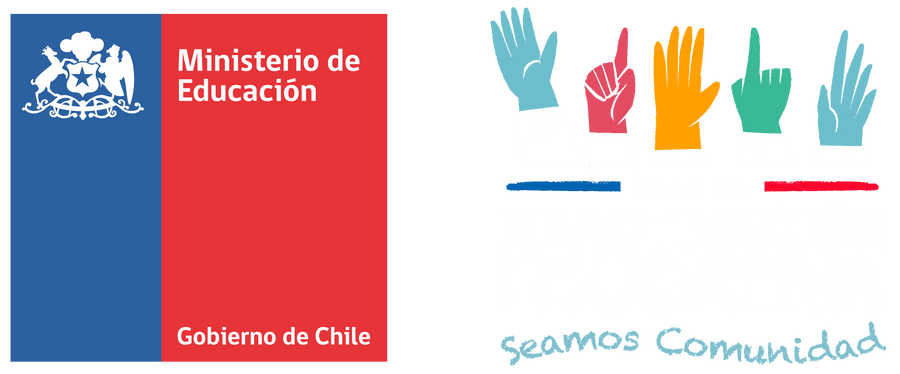 Ministerio de
Educación
Gobierno de Chile
seamos Comunidad